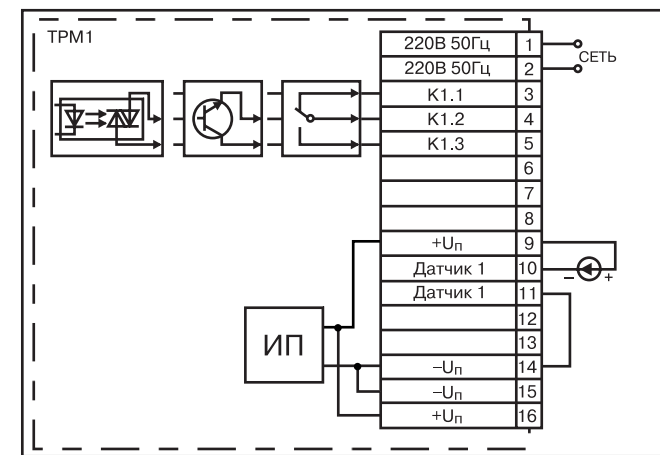 ТРМ1
220В 50Гц 1
220В 50Гц 2
СЕТЬ
К1.1 3
К1.2 4
К1.3 5
6
7
8
+Uп 9
Датчик 1 10
– +
Датчик 1 11
12
13
ИП
–Uп 14
–Uп 15
+Uп 16